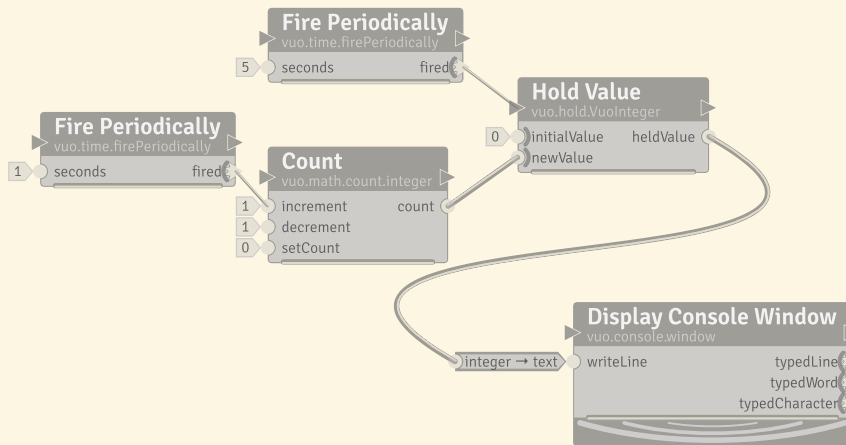 Fire Periodically
vuo.time.firePeriodically
5 seconds fired
Hold Value
vuo.hold.VuoInteger
0 initialValue heldValue
newValue
Fire Periodically
vuo.time.firePeriodically
1 seconds fired
Count
vuo.math.count.integer
1 increment count
1 decrement
0 setCount
Display Console Window
vuo.console.window
integer → text writeLine typedLine
typedWord
typedCharacter